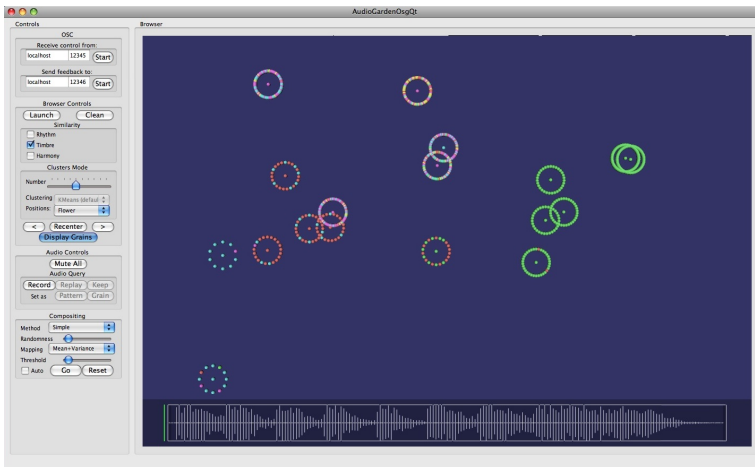 AudioGardenOsgQt
Controls
Browser
OSC
Receive control from:
localhost 12345 Start
Send feedback to:
localhost 12346 Start
Browser Controls
Launch Clean
Similarity
Rhythm
Timbre
Harmony
Clusters Mode
Number
Clustering KMeans (defaul
Positions: Flower
< Recenter >
Display Grains
Audio Controls
Mute All
Audio Query
Record Replay Keep
Set as Pattern Grain
Compositing
Method Simple
Randomness
Mapping Mean+Variance
Threshold
Auto Go Reset